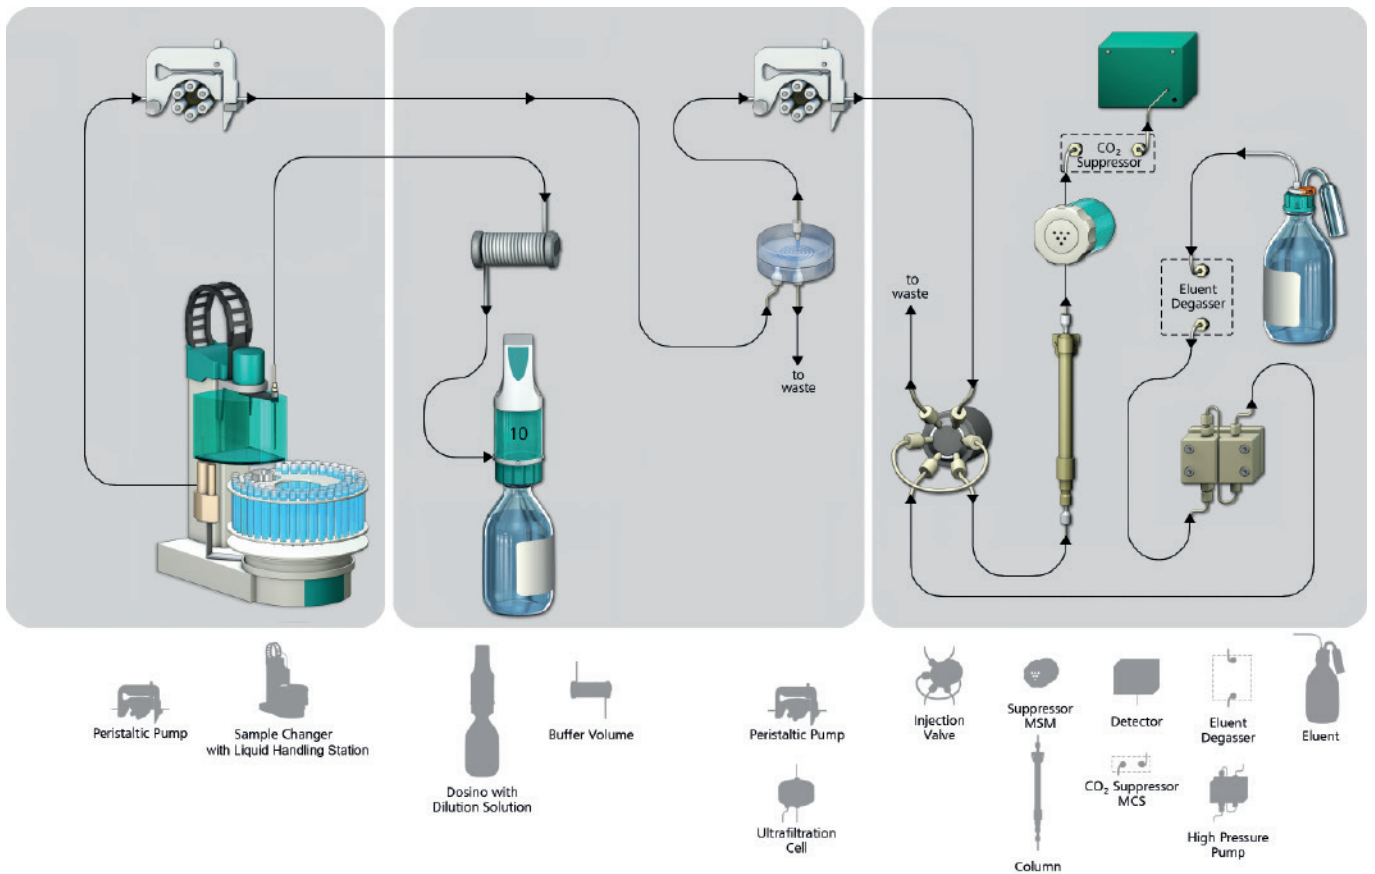 CO2
Suppressor
to
waste
Eluent
Degasser
to
waste
10
Peristaltic Pump
Sample Changer
with Liquid Handling Station
Dosino with
Dilution Solution
Buffer Volume
Peristaltic Pump
Ultrafiltration
Cell
Injection
Valve
Suppressor
MSM
Column
Detector
CO2 Suppressor
MCS
Eluent
Degasser
High Pressure
Pump
Eluent